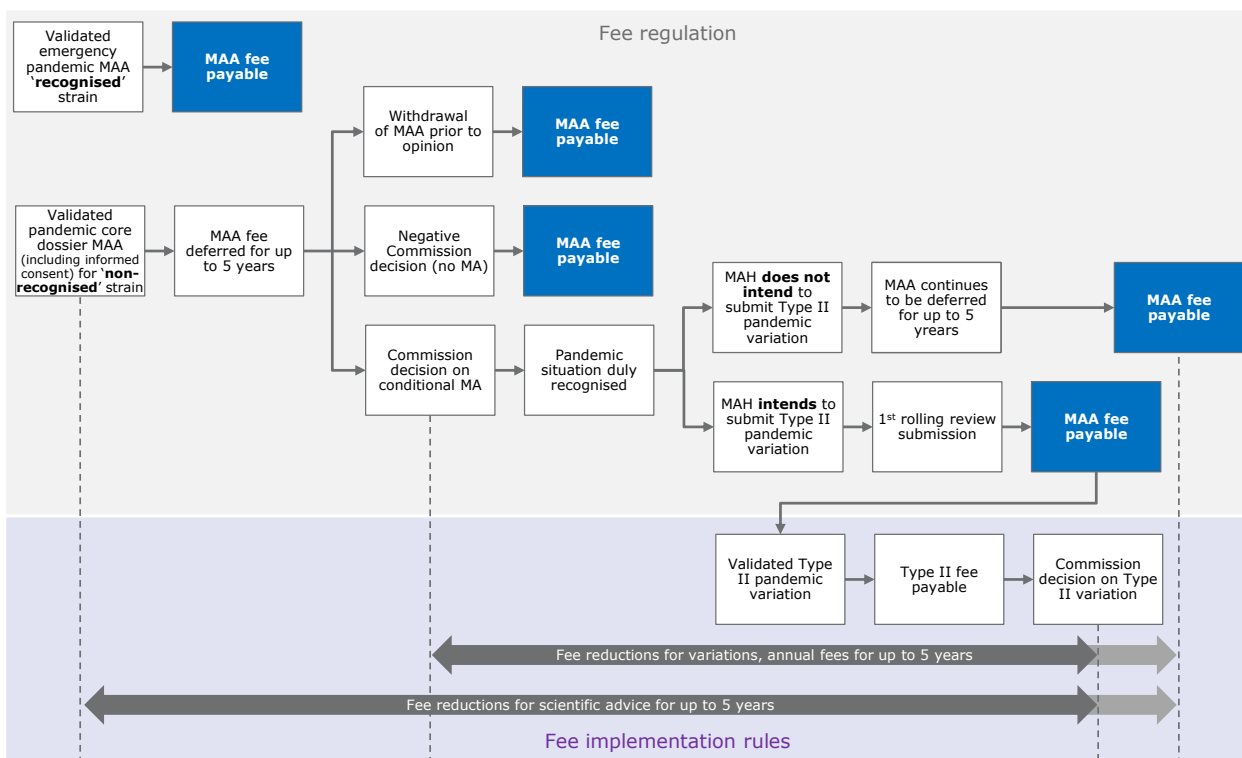 Fee regulation
Validated
emergency
pandemic MAA
‘recognised’
strain
MAA fee
payable
Withdrawal
of MAA prior to
opinion
MAA fee
payable
Validated
pandemic core
dossier MAA
(including informed
consent) for ‘non-
recognised’ strain
MAA fee
deferred for up
to 5 years
Negative
Commission
decision (no MA)
MAA fee
payable
Commission
decision on
conditional MA
Pandemic
situation duly
recognised
MAH does not
intend to
submit Type II
pandemic
variation
MAA continues
to be deferred
for up to 5
yreares
MAA fee
payable
MAH intends to
submit Type II
pandemic
variation
1st rolling review
submission
MAA fee
payable
Validated Type
II pandemic
variation
Type II fee
payable
Commission
decision on Type
II variation
Fee reductions for variations, annual fees for up to 5 years
Fee reductions for scientific advice for up to 5 years
Fee implementation rules